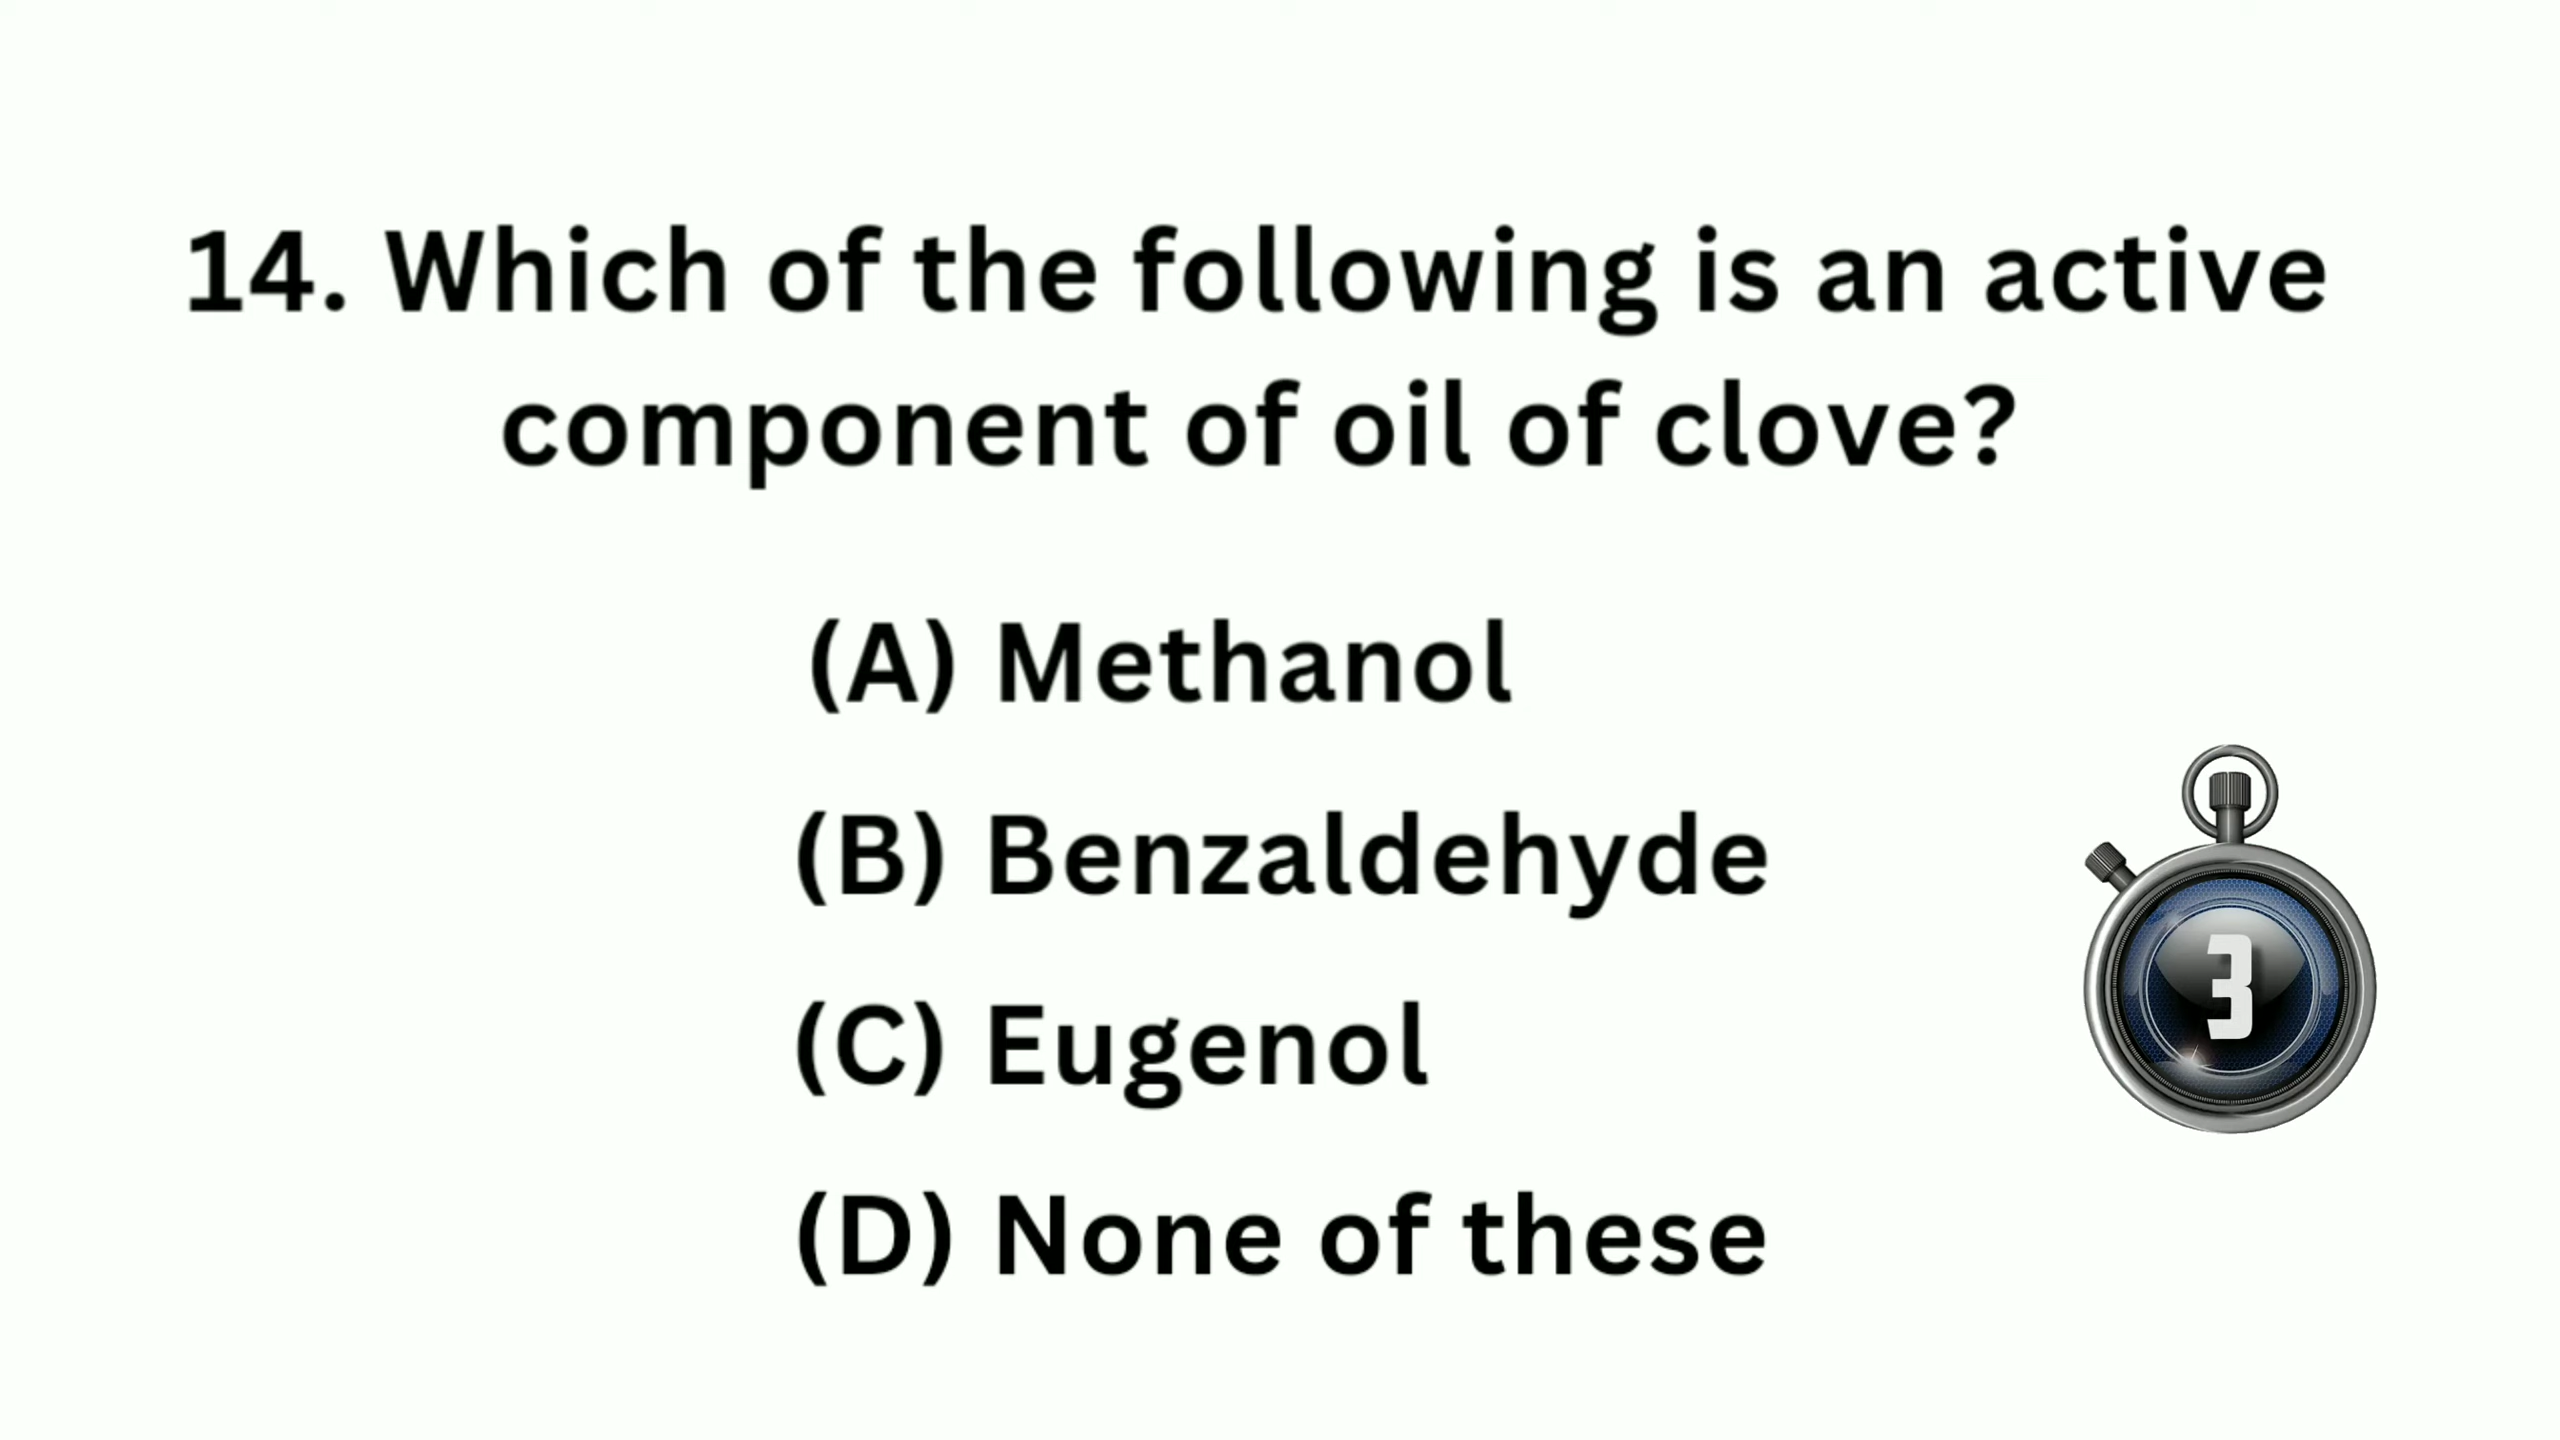 14. Which of the following is an active
component of oil of clove?
(A) Methanol
(B) Benzaldehyde
(C) Eugenol
3
(D) None of these